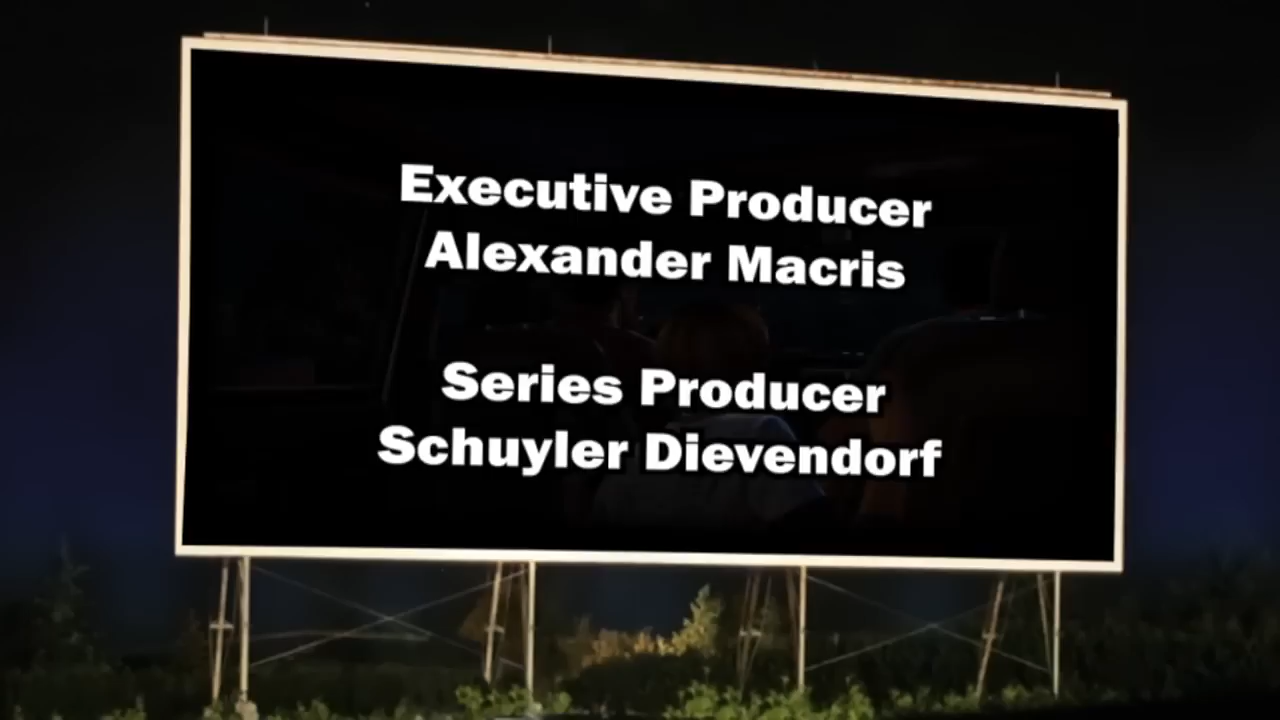 Executive Producer
Alexander Macris
Series Producer
Schuyler Dievendorf